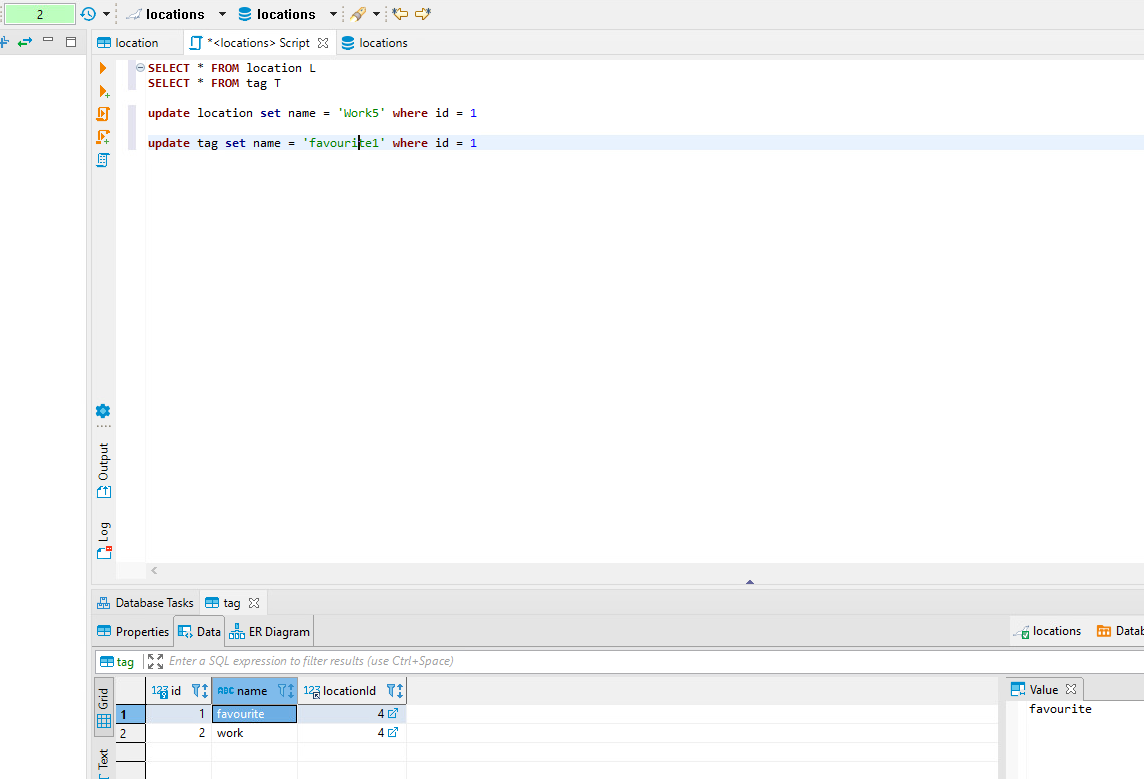 2
locations
locations
location
*<locations> Script
locations
SELECT * FROM location L
SELECT * FROM tag T
update location set name = 'Work5' where id = 1
update tag set name = 'favourite1' where id = 1
Output
Log
Database Tasks
tag
Properties
Data
ER Diagram
locations
Datab
tag
Enter a SQL expression to filter results (use Ctrl+Space)
Grid
Text
123 id
ABC name
123 locationId
Value
1 1 favourite 4
2 2 work 4
favourite